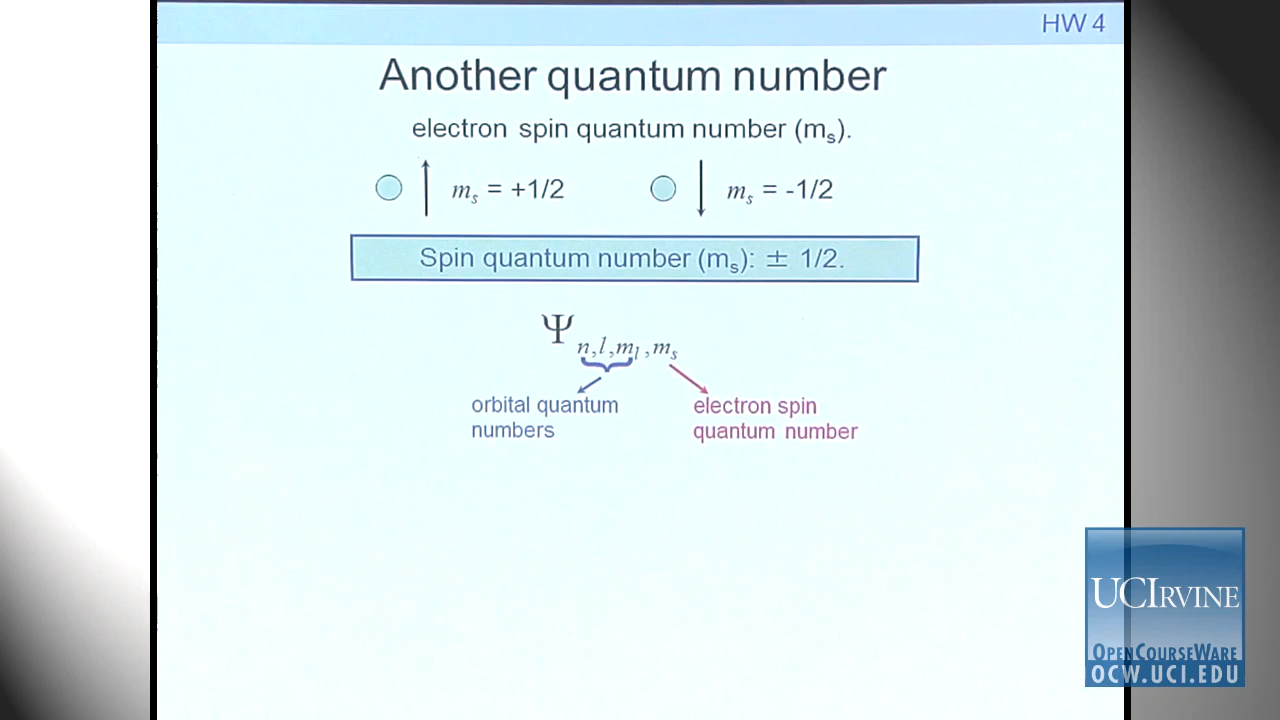 HW 4
Another quantum number
electron spin quantum number (mₛ).
mₛ = +1/2
mₛ = -1/2
Spin quantum number (mₛ): ± 1/2.
Ψn,l,mₗ,mₛ
orbital quantum
numbers
electron spin
quantum number
UCIRVINE
OPENCOURSEWARE
OCW.UCI.EDU